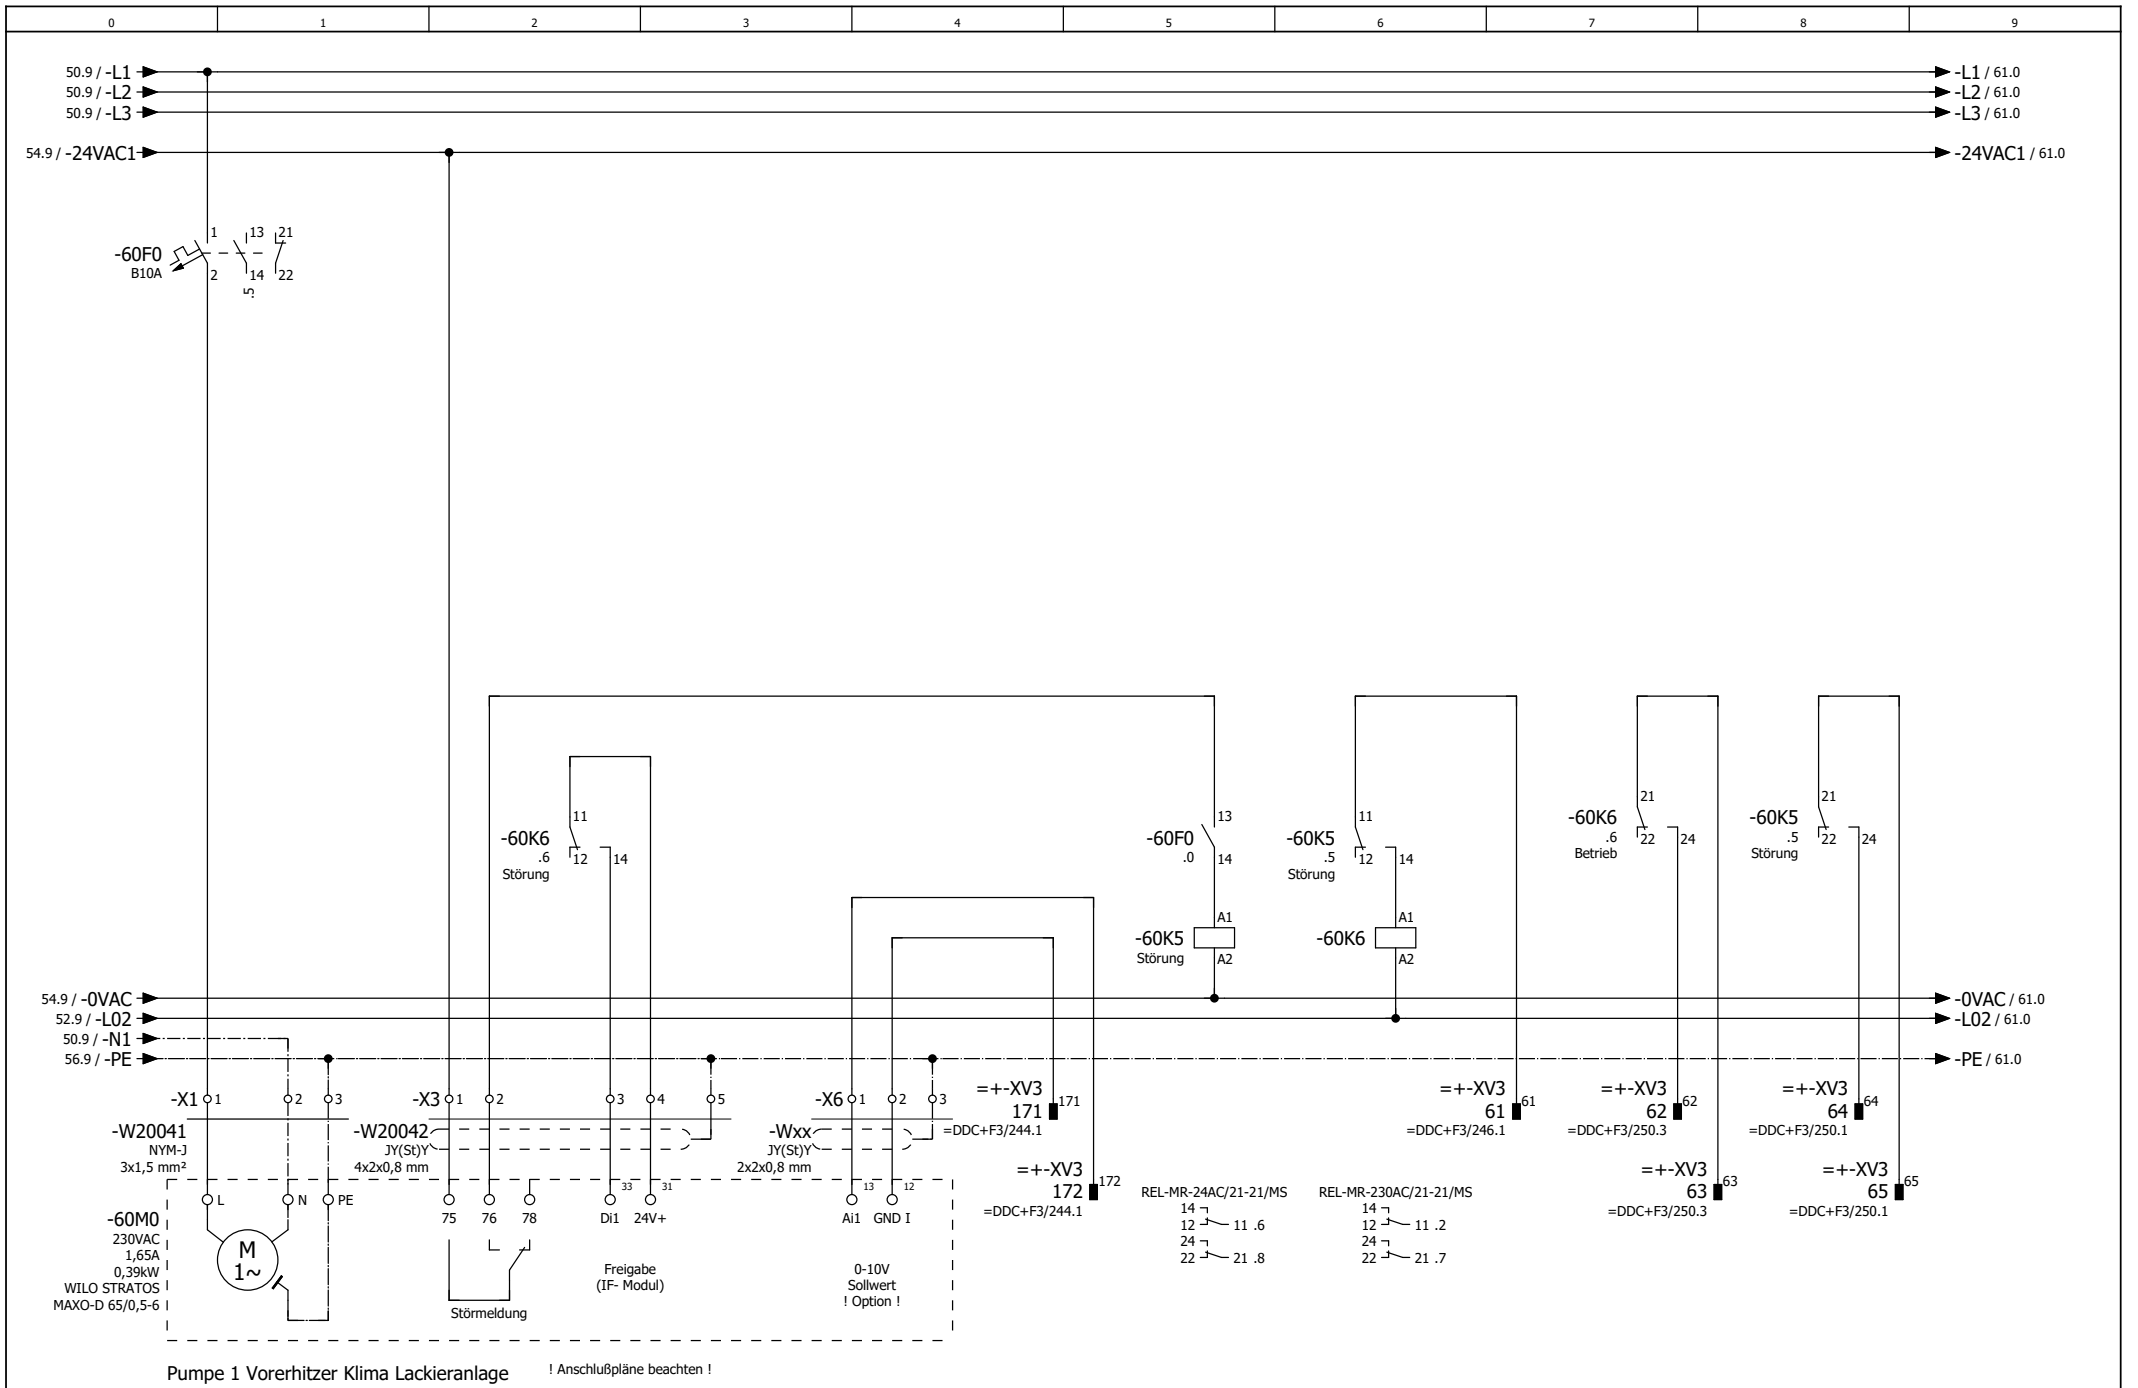 0 1 2 3 4 5 6 7 8 9
50.9 / -L1 -L1 / 61.0
50.9 / -L2 -L2 / 61.0
50.9 / -L3 -L3 / 61.0
54.9 / -24VAC1 -24VAC1 / 61.0
1 13 21
-60F0
B10A
2 14 22
.5
11
-60K6
.6
Störung
12 14
13
-60F0
.0
14
11
-60K5
.5
Störung
12 14
21
-60K6
.6
Betrieb
22 24
21
-60K5
.5
Störung
22 24
A1
-60K5
Störung
A2
A1
-60K6
A2
54.9 / -0VAC -0VAC / 61.0
52.9 / -L02 -L02 / 61.0
50.9 / -N1
56.9 / -PE -PE / 61.0
-X1 1 2 3
-X3 1 2 3 4 5
-X6 1 2 3
=+-XV3
171 171
=DDC+F3/244.1
=+-XV3
61 61
=DDC+F3/246.1
=+-XV3
62 62
=DDC+F3/250.3
=+-XV3
64 64
=DDC+F3/250.1
-W20041
NYM-J
3x1,5 mm²
-W20042
JY(St)Y
4x2x0,8 mm
-Wxx
JY(St)Y
2x2x0,8 mm
=+-XV3
172 172
=DDC+F3/244.1
=+-XV3
63 63
=DDC+F3/250.3
=+-XV3
65 65
=DDC+F3/250.1
L N PE
-60M0
230VAC
1,65A
0,39kW
WILO STRATOS
MAXO-D 65/0,5-6
M
1~
75 76 78
Störmeldung
33 31
Di1 24V+
Freigabe
(IF- Modul)
13 12
Ai1 GND I
0-10V
Sollwert
! Option !
REL-MR-24AC/21-21/MS
14
12 11 .6
24
22 21 .8
REL-MR-230AC/21-21/MS
14
12 11 .2
24
22 21 .7
Pumpe 1 Vorerhitzer Klima Lackieranlage
! Anschlußpläne beachten !